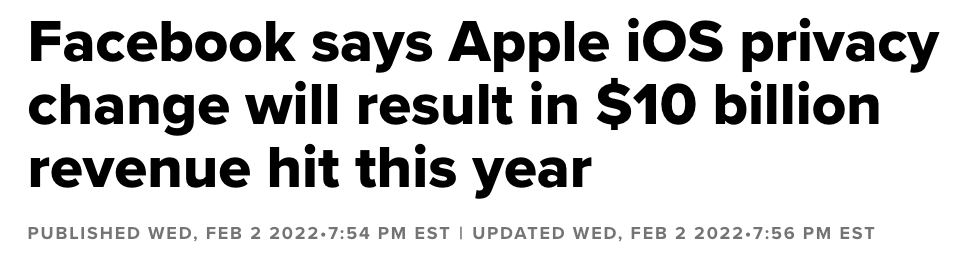 Facebook says Apple iOS privacy
change will result in $10 billion
revenue hit this year
PUBLISHED WED, FEB 2 2022•7:54 PM EST | UPDATED WED, FEB 2 2022•7:56 PM EST